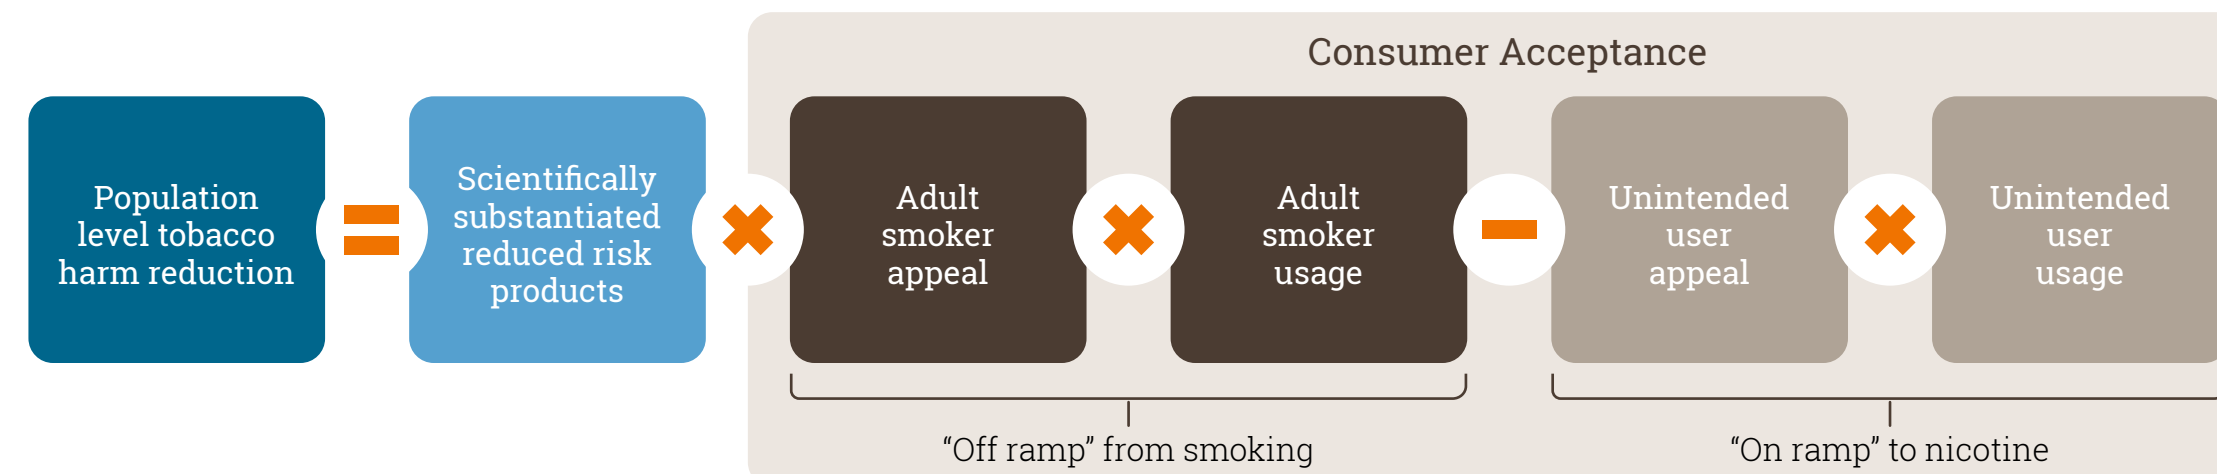 Consumer Acceptance
Population
level tobacco
harm reduction
=
Scientifically
substantiated
reduced risk
products
×
Adult
smoker
appeal
×
Adult
smoker
usage
−
Unintended
user
appeal
×
Unintended
user
usage
“Off ramp” from smoking
“On ramp” to nicotine